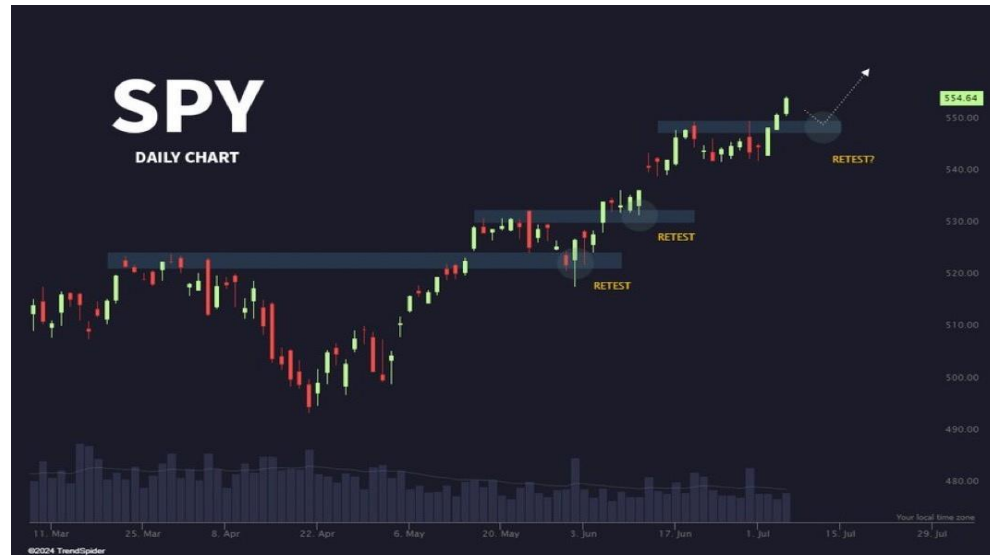 SPY
DAILY CHART
554.64
550.00
RETEST?
540.00
530.00
RETEST
520.00
RETEST
510.00
500.00
490.00
480.00
Your local time zone
11. Mar 25. Mar 8. Apr 22. Apr 6. May 20. May 3. Jun 17. Jun 1. Jul 15. Jul 29. Jul
©2024 TrendSpider